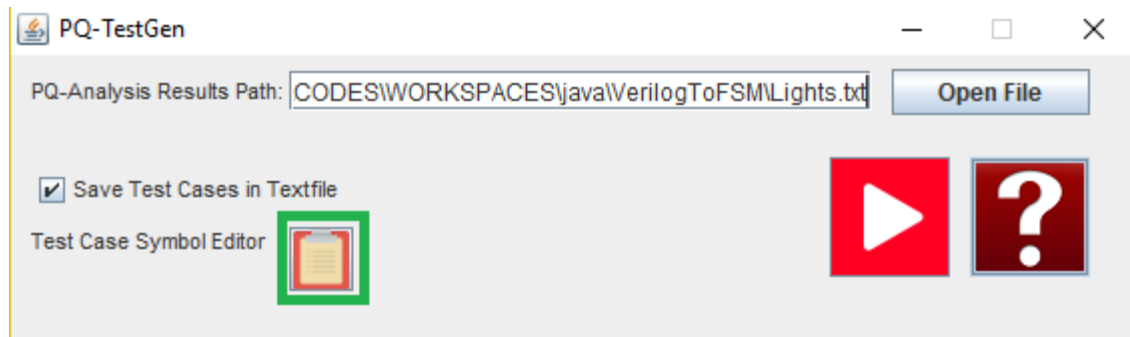 PQ-TestGen
PQ-Analysis Results Path: CODES\WORKSPACES\java\VerilogToFSM\Lights.txt Open File
Save Test Cases in Textfile
Test Case Symbol Editor
?